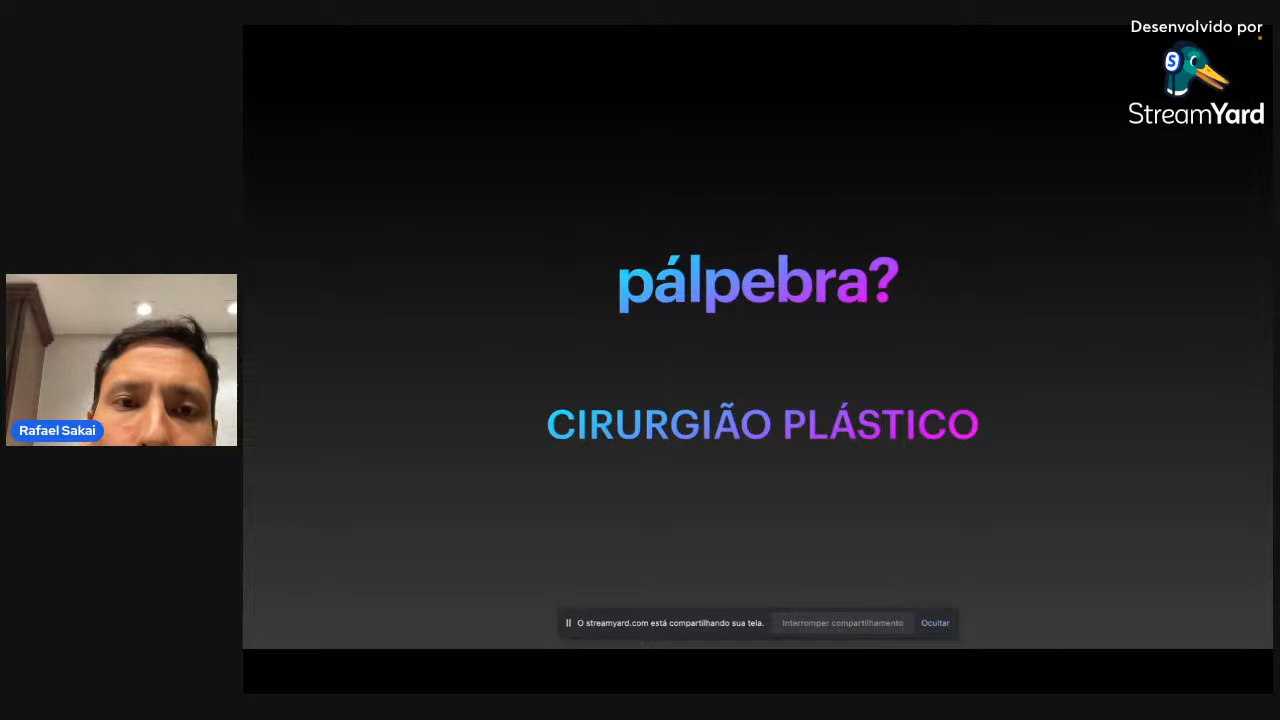 Desenvolvido por
S
StreamYard
pálpebra?
CIRURGIÃO PLÁSTICO
Rafael Sakai
O streamyard.com está compartilhando sua tela. Interromper compartilhamento Ocultar